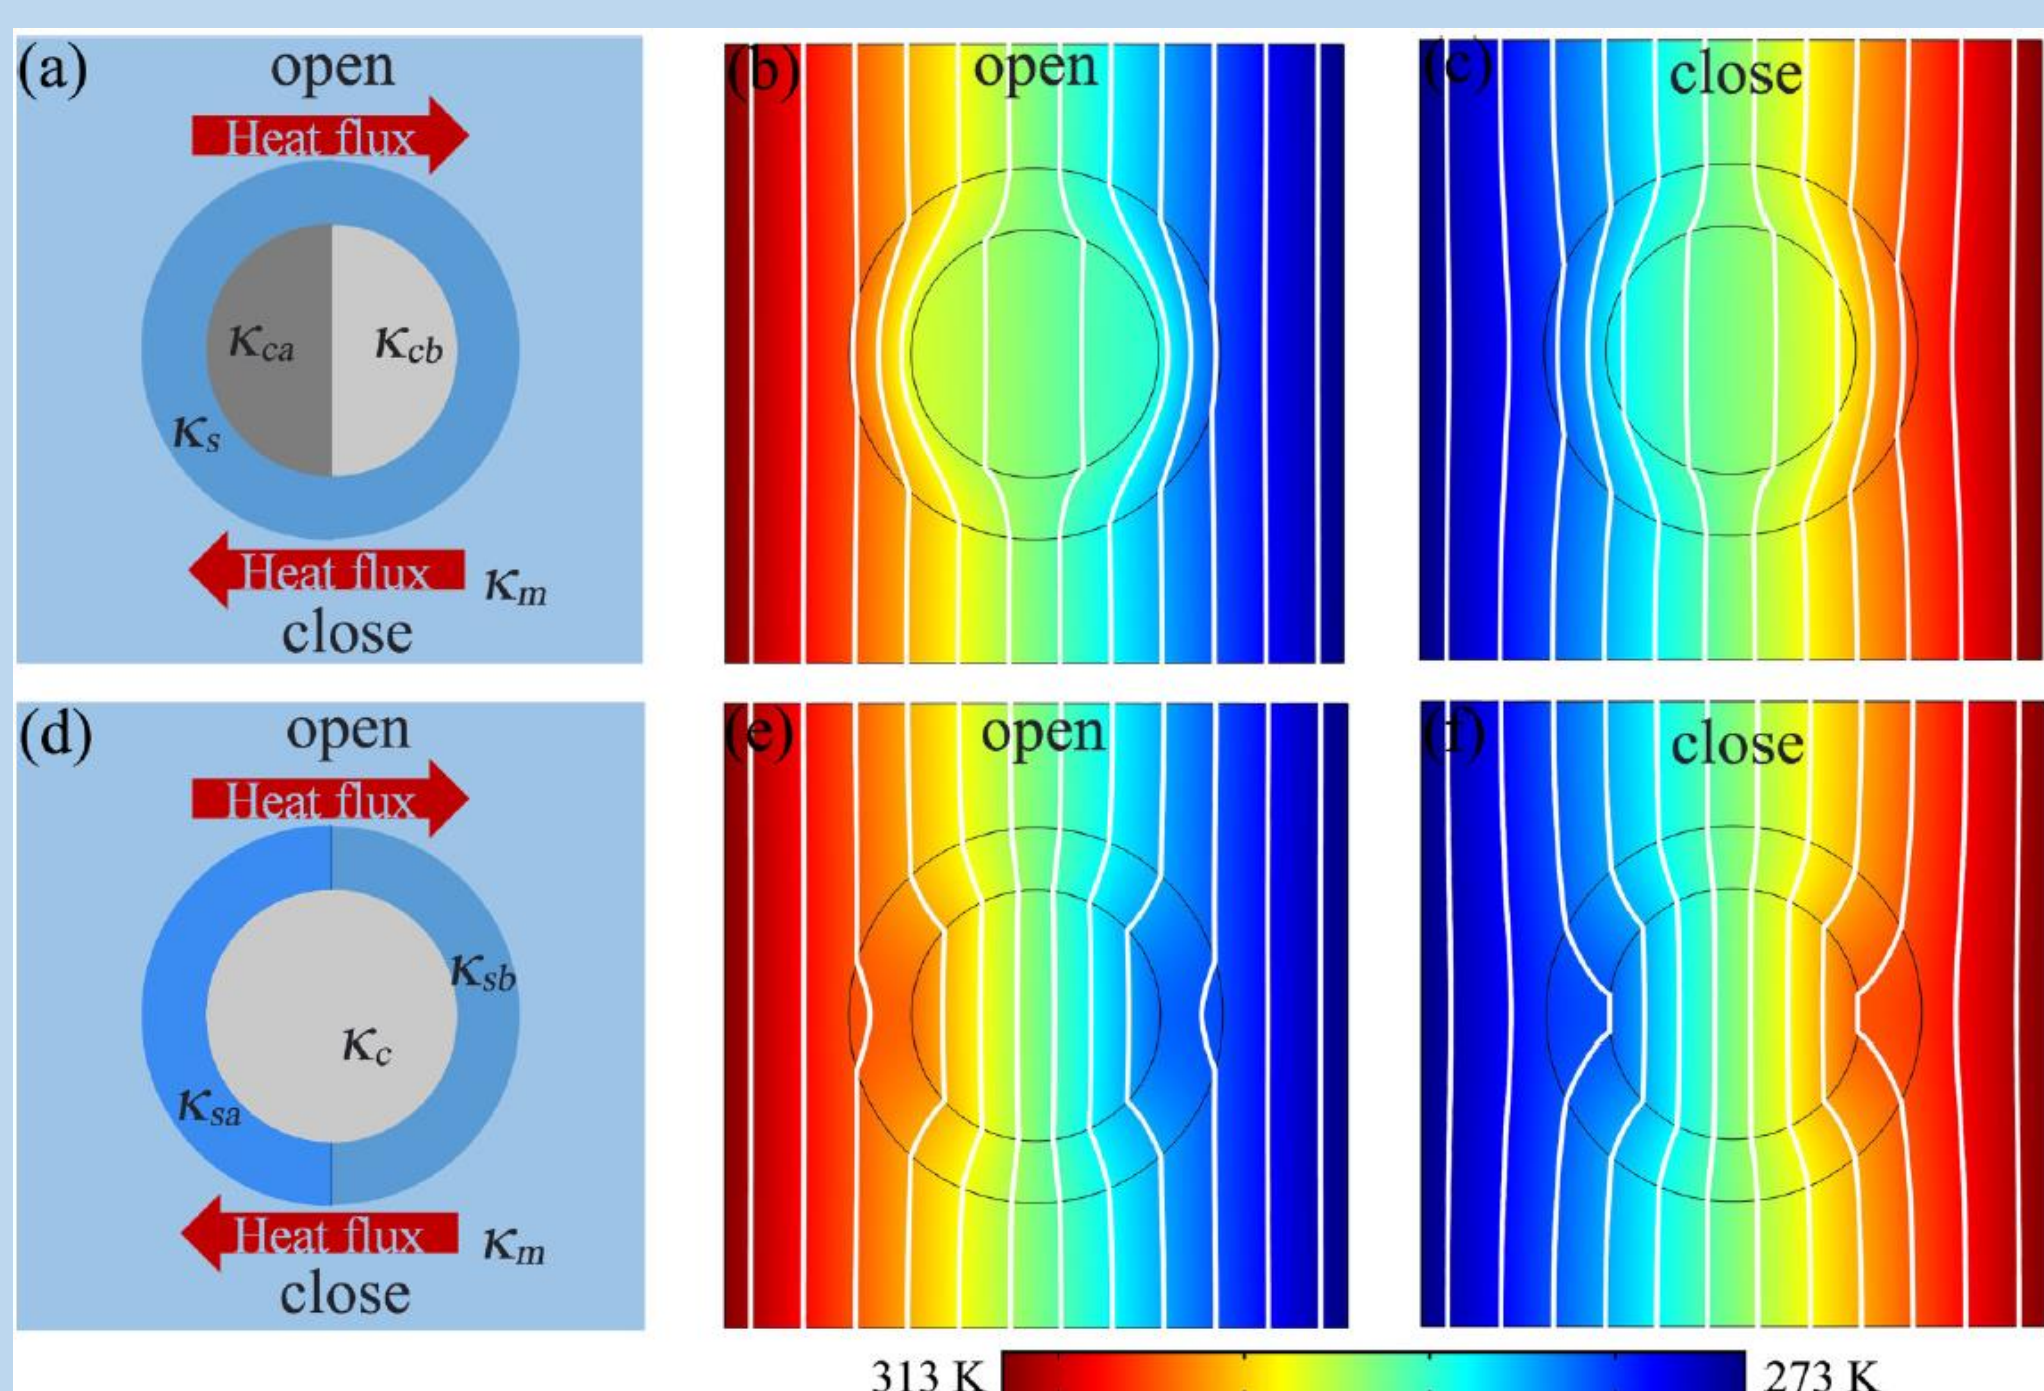 (a)
open
Heat flux
κca
κcb
κs
Heat flux
κm
close
(b)
open
(c)
close
(d)
open
Heat flux
κsb
κc
κsa
Heat flux
κm
close
(e)
open
(f)
close
313 K
273 K